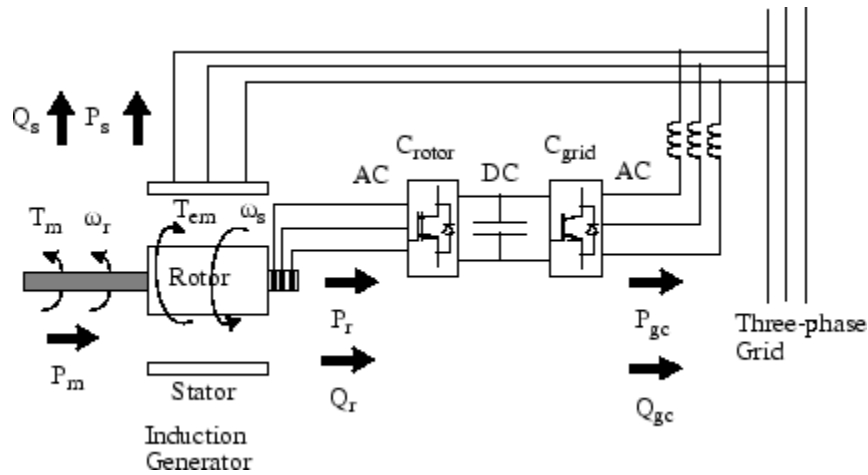 Qs Ps
Crotor Cgrid
AC DC AC
Tm ωr Tem ωs
Rotor
Pm Pr Pgc
Three-phase
Grid
Stator Qr Qgc
Induction
Generator